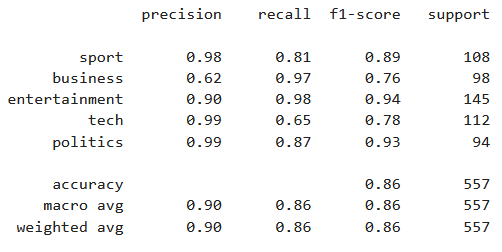 precision recall f1-score support
sport 0.98 0.81 0.89 108
business 0.62 0.97 0.76 98
entertainment 0.90 0.98 0.94 145
tech 0.99 0.65 0.78 112
politics 0.99 0.87 0.93 94
accuracy 0.86 557
macro avg 0.90 0.86 0.86 557
weighted avg 0.90 0.86 0.86 557